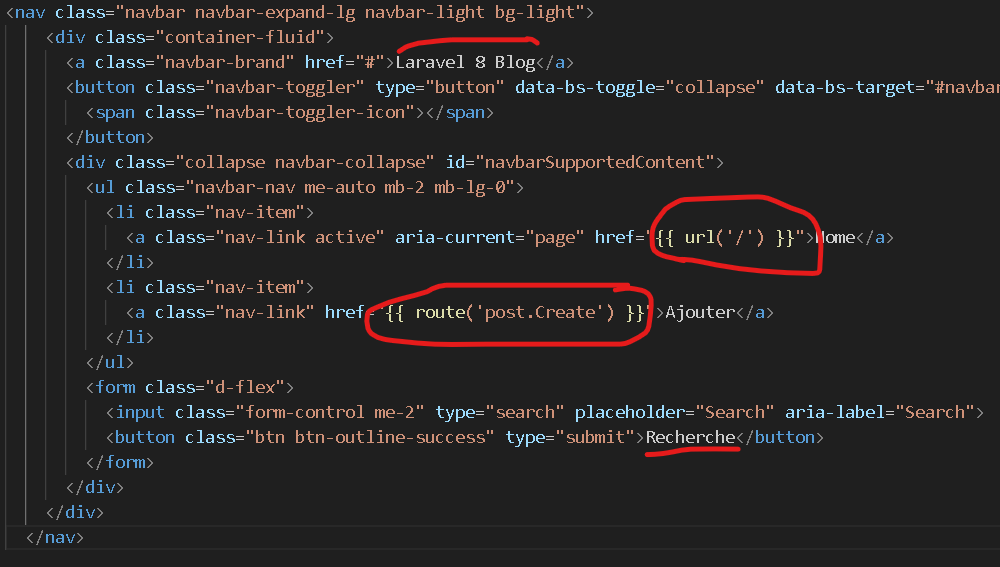 <nav class="navbar navbar-expand-lg navbar-light bg-light">
<div class="container-fluid">
<a class="navbar-brand" href="#">Laravel 8 Blog</a>
<button class="navbar-toggler" type="button" data-bs-toggle="collapse" data-bs-target="#navbar
<span class="navbar-toggler-icon"></span>
</button>
<div class="collapse navbar-collapse" id="navbarSupportedContent">
<ul class="navbar-nav me-auto mb-2 mb-lg-0">
<li class="nav-item">
<a class="nav-link active" aria-current="page" href="{{ url('/') }}">Home</a>
</li>
<li class="nav-item">
<a class="nav-link" href="{{ route('post.Create') }}">Ajouter</a>
</li>
</ul>
<form class="d-flex">
<input class="form-control me-2" type="search" placeholder="Search" aria-label="Search">
<button class="btn btn-outline-success" type="submit">Recherche</button>
</form>
</div>
</div>
</nav>